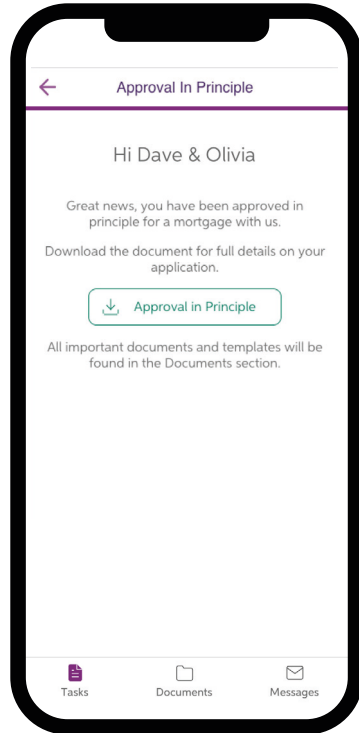 Approval In Principle
Hi Dave & Olivia
Great news, you have been approved in
principle for a mortgage with us.
Download the document for full details on your
application.
Approval in Principle
All important documents and templates will be
found in the Documents section.
Tasks
Documents
Messages